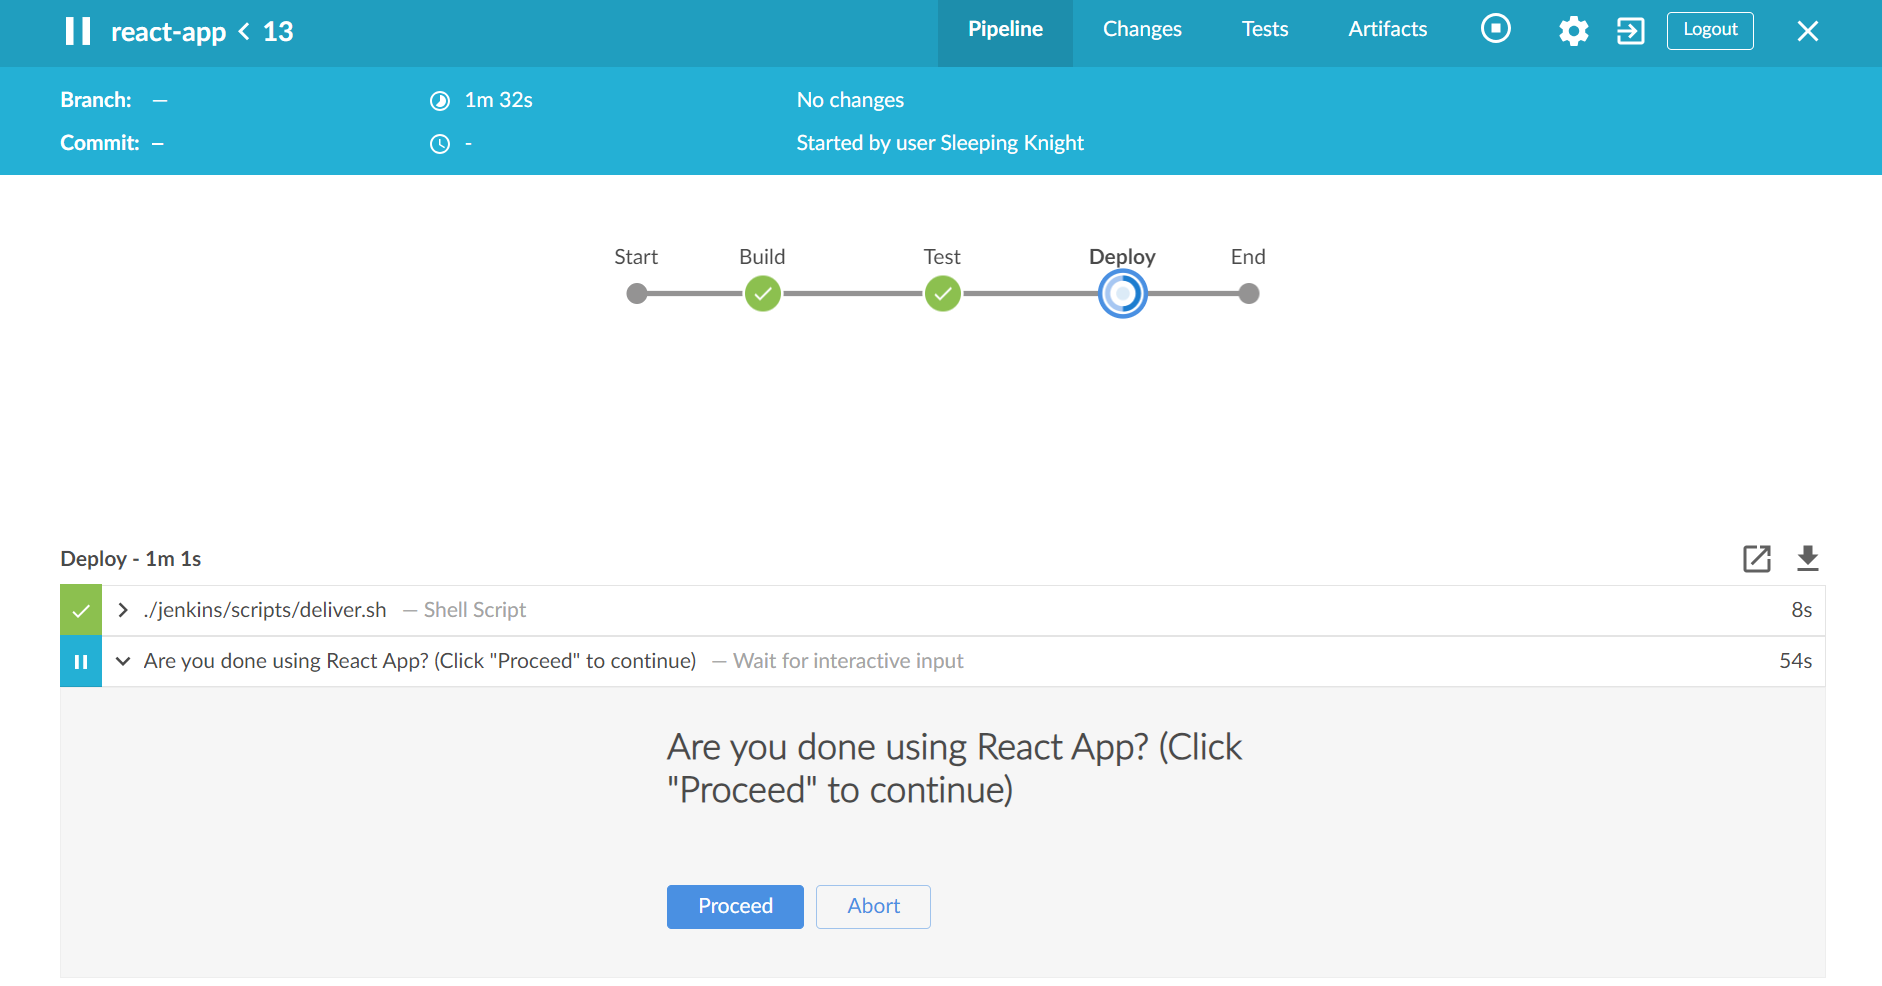 react-app < 13
Pipeline
Changes
Tests
Artifacts
Logout
Branch: —
1m 32s
No changes
Commit: –
-
Started by user Sleeping Knight
Start
Build
Test
Deploy
End
Deploy - 1m 1s
./jenkins/scripts/deliver.sh — Shell Script
8s
Are you done using React App? (Click "Proceed" to continue) — Wait for interactive input
54s
Are you done using React App? (Click
"Proceed" to continue)
Proceed
Abort